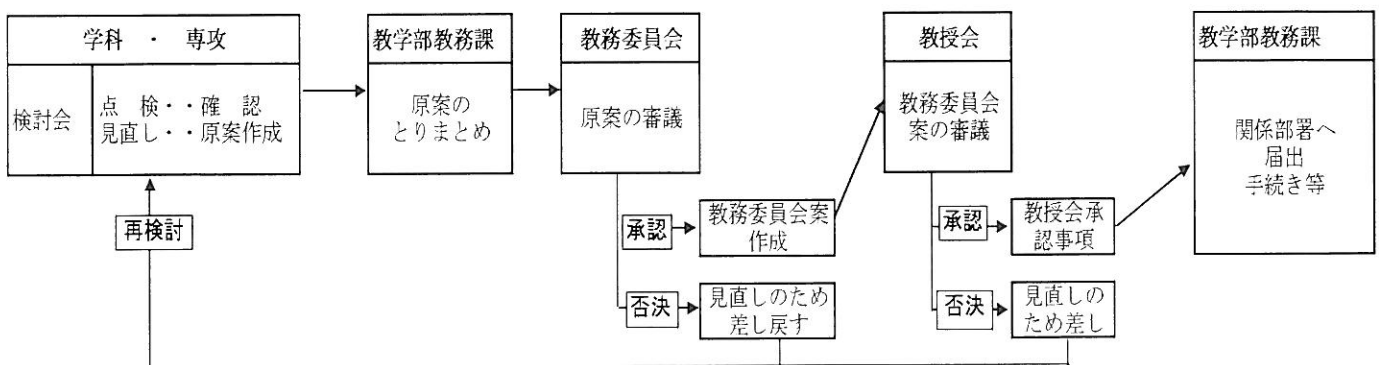 学科 ・ 専攻
検討会
点 検・・確 認
見直し・・原案作成
再検討
教学部教務課
原案の
とりまとめ
教務委員会
原案の審議
承認
教務委員会案
作成
否決
見直しのため
差し戻す
教授会
教務委員会
案の審議
承認
教授会承
認事項
否決
見直しの
ため差し
教学部教務課
関係部署へ
届出
手続き等